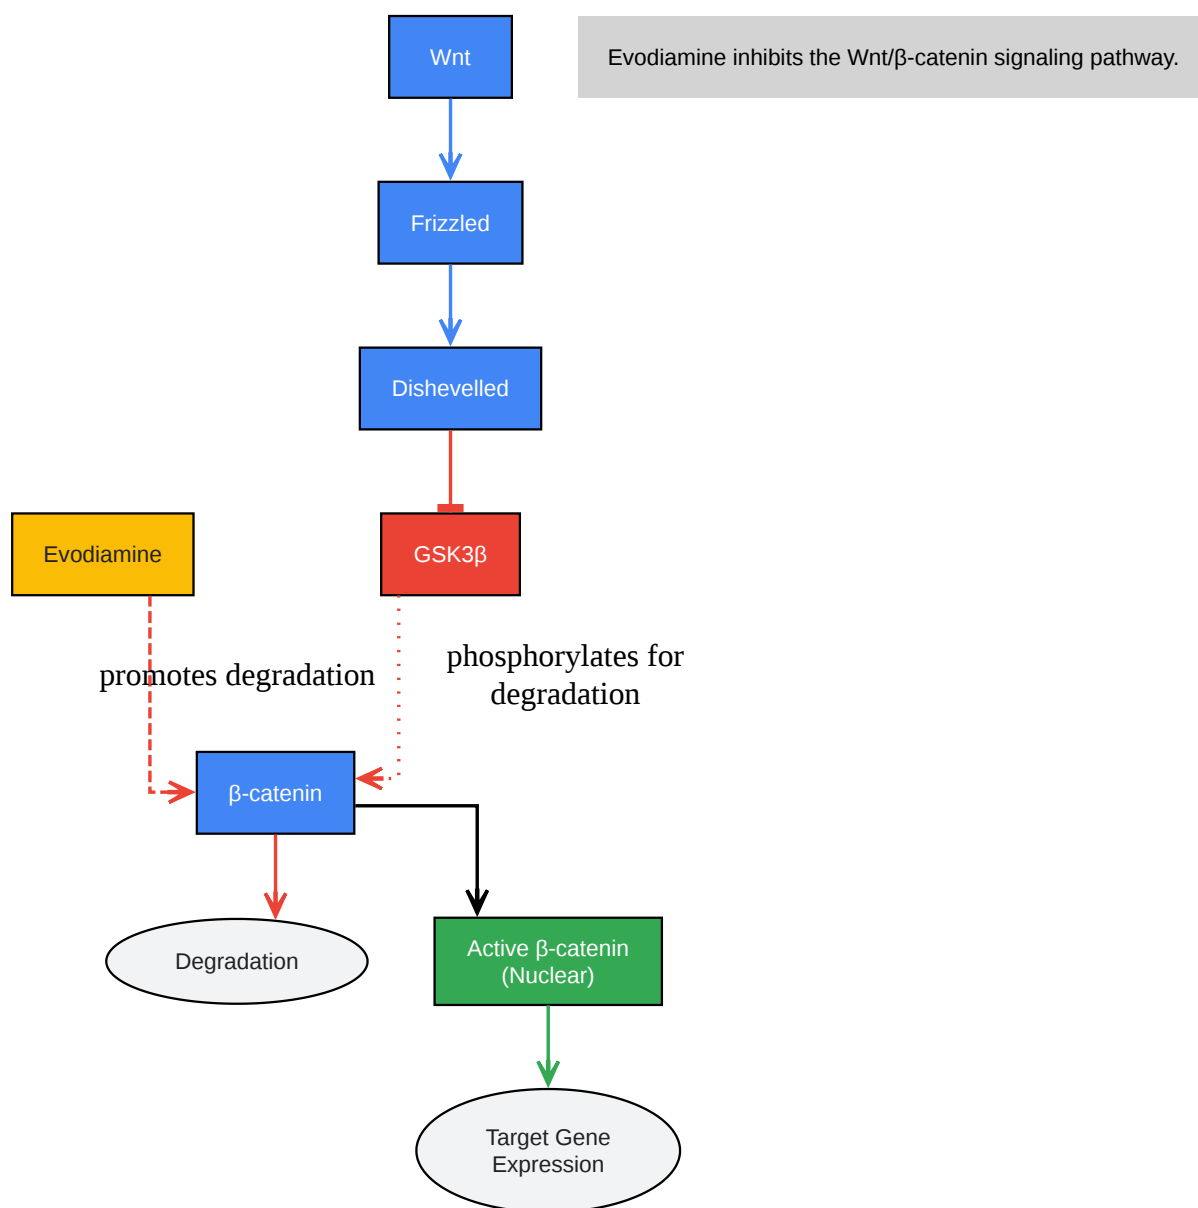 Wnt
Evodiamine inhibits the Wnt/β-catenin signaling pathway.
Frizzled
Dishevelled
Evodiamine
GSK3β
promotes degradation
phosphorylates for
degradation
β-catenin
Degradation
Active β-catenin
(Nuclear)
Target Gene
Expression